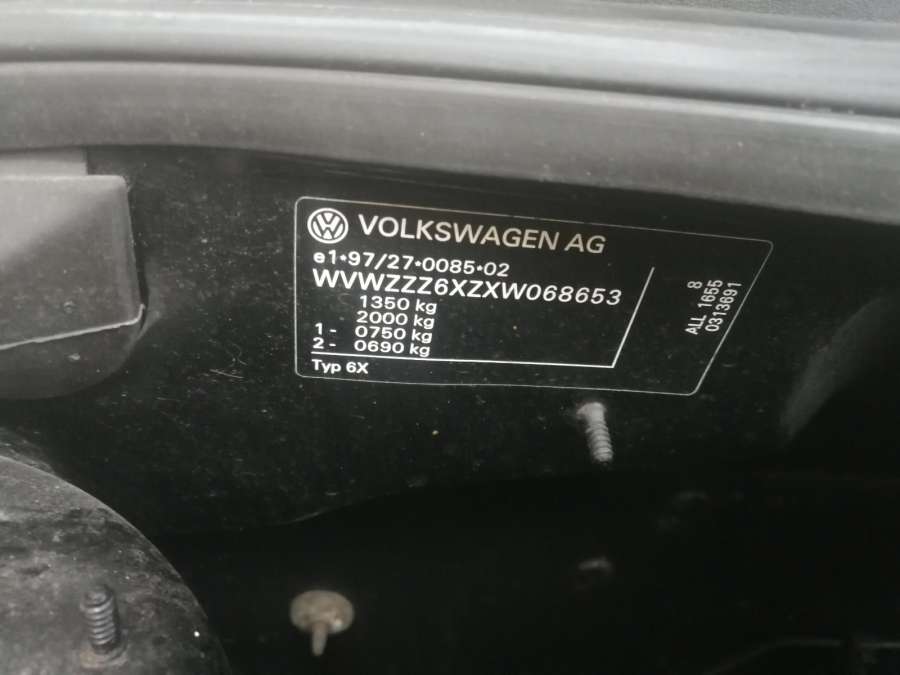 VOLKSWAGEN AG
e1*97/27*0085*02
WVWZZZ6XZXW068653
1350 kg
2000 kg
1- 0750 kg
2- 0690 kg
Typ 6X
8
ALL 1655
0313691